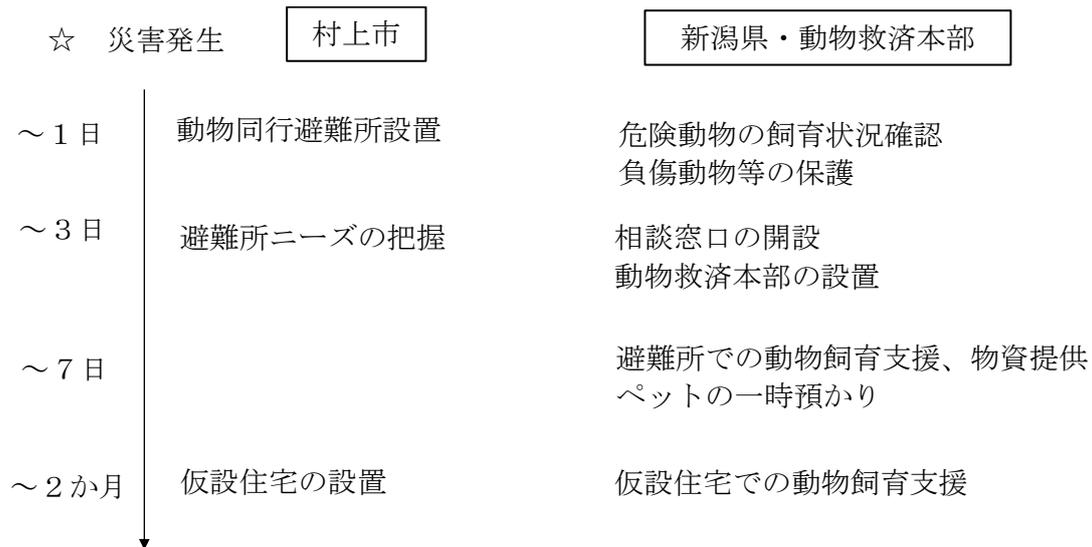 ☆ 災害発生 村上市 新潟県・動物救済本部
～１日 動物同行避難所設置 危険動物の飼育状況確認
負傷動物等の保護
～３日 避難所ニーズの把握 相談窓口の開設
動物救済本部の設置
～７日 避難所での動物飼育支援、物資提供
ペットの一時預かり
～２か月 仮設住宅の設置 仮設住宅での動物飼育支援